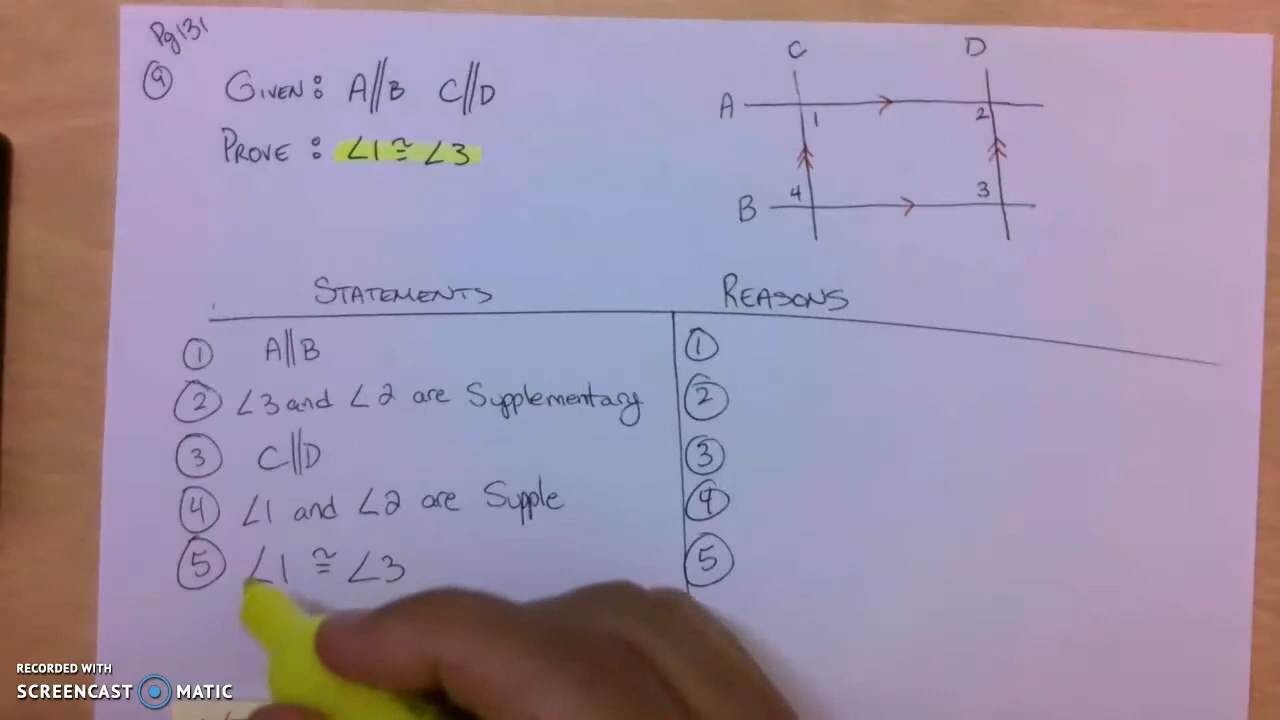 Pg 131
9 GIVEN: A//B C//D
PROVE: ∠1 ≅ ∠3
C D
A 1 2
B 4 3
STATEMENTS REASONS
1 A//B 1
2 ∠3 and ∠2 are Supplementary 2
3 C//D 3
4 ∠1 and ∠2 are Supple 4
5 ∠1 ≅ ∠3 5
RECORDED WITH
SCREENCAST MATIC